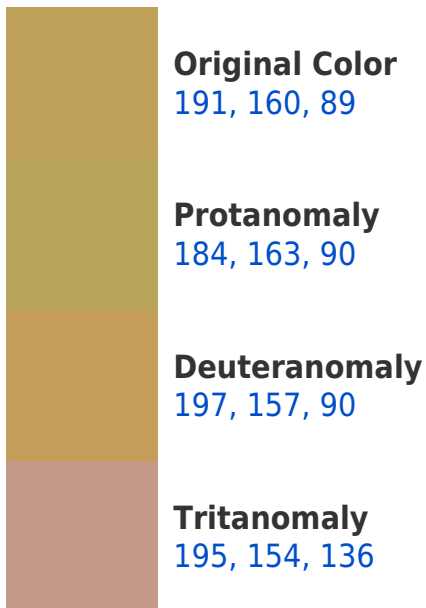 Original Color
191, 160, 89
Protanomaly
184, 163, 90
Deuteranomaly
197, 157, 90
Tritanomaly
195, 154, 136